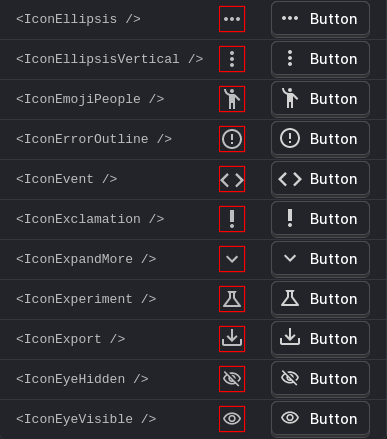 <IconEllipsis /> Button
<IconEllipsisVertical /> Button
<IconEmojiPeople /> Button
<IconErrorOutline /> Button
<IconEvent /> Button
<IconExclamation /> Button
<IconExpandMore /> Button
<IconExperiment /> Button
<IconExport /> Button
<IconEyeHidden /> Button
<IconEyeVisible /> Button